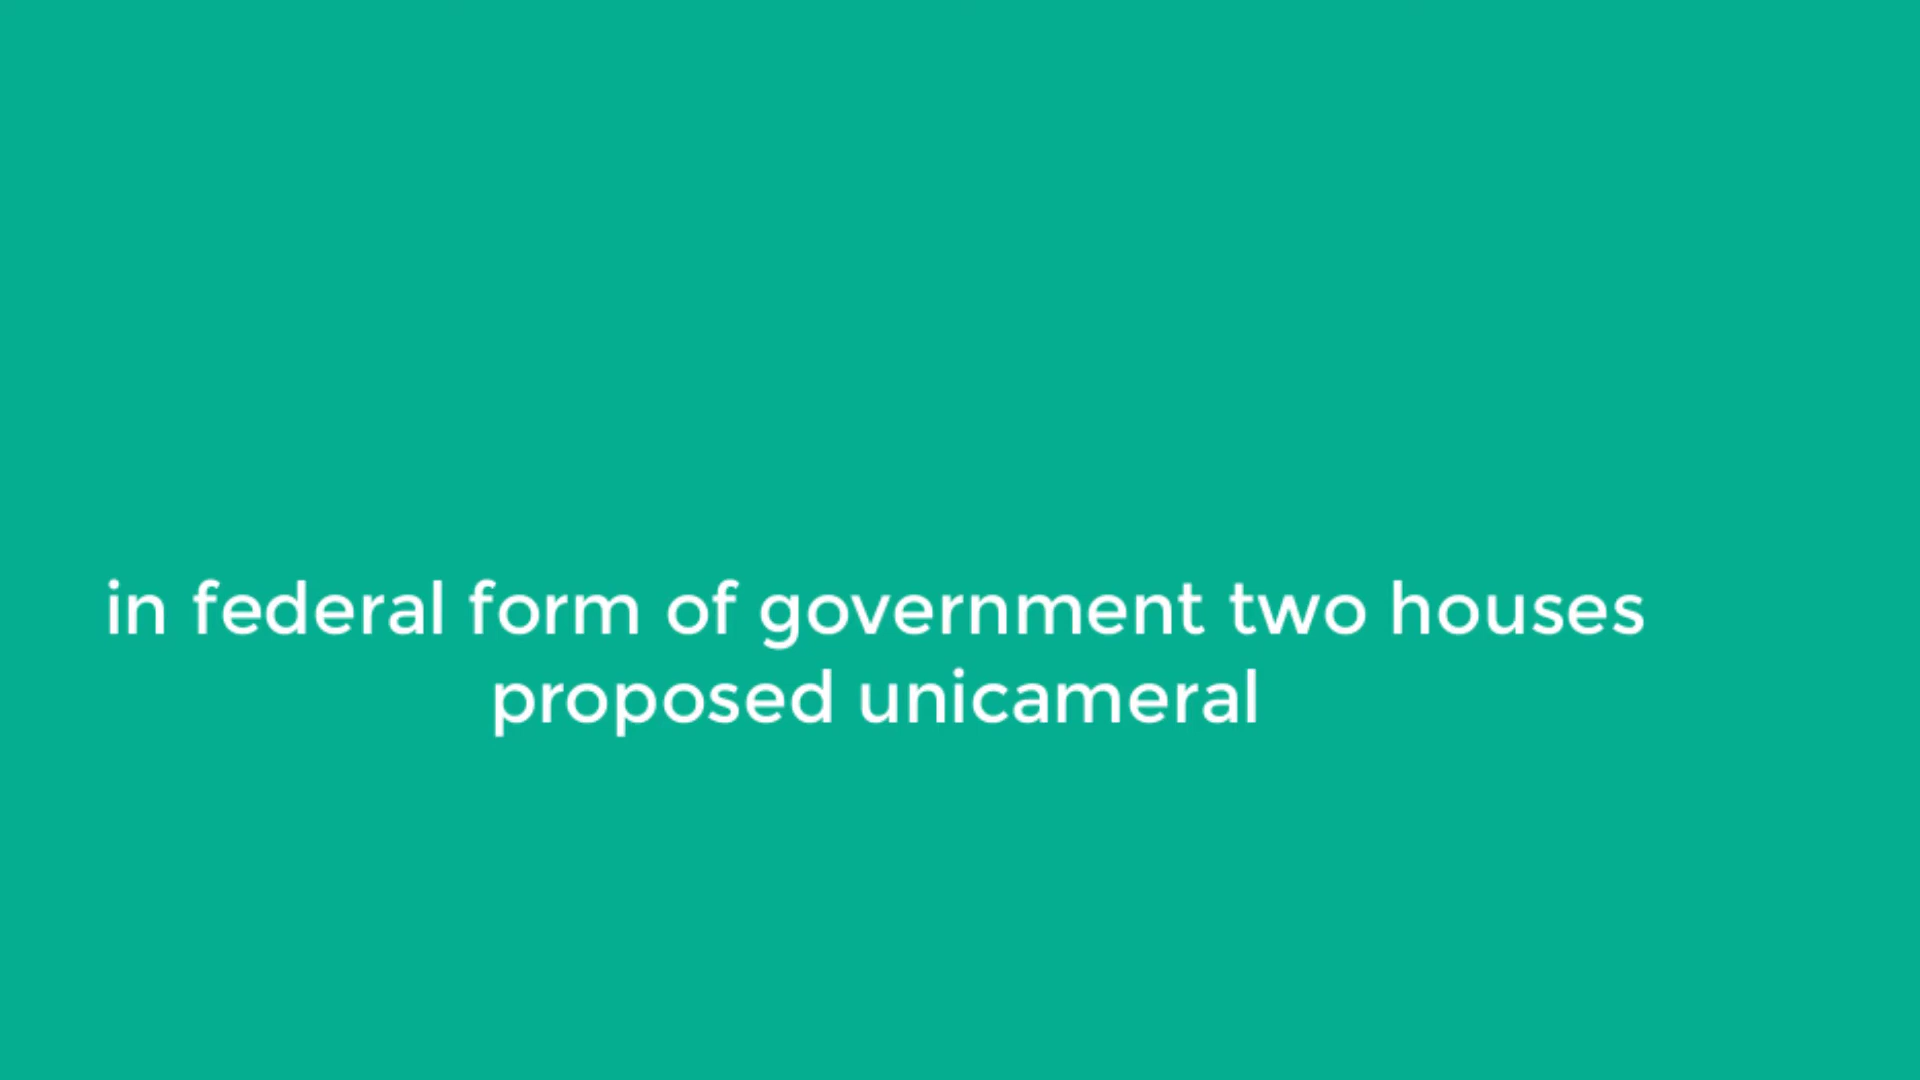 in federal form of government two houses
proposed unicameral